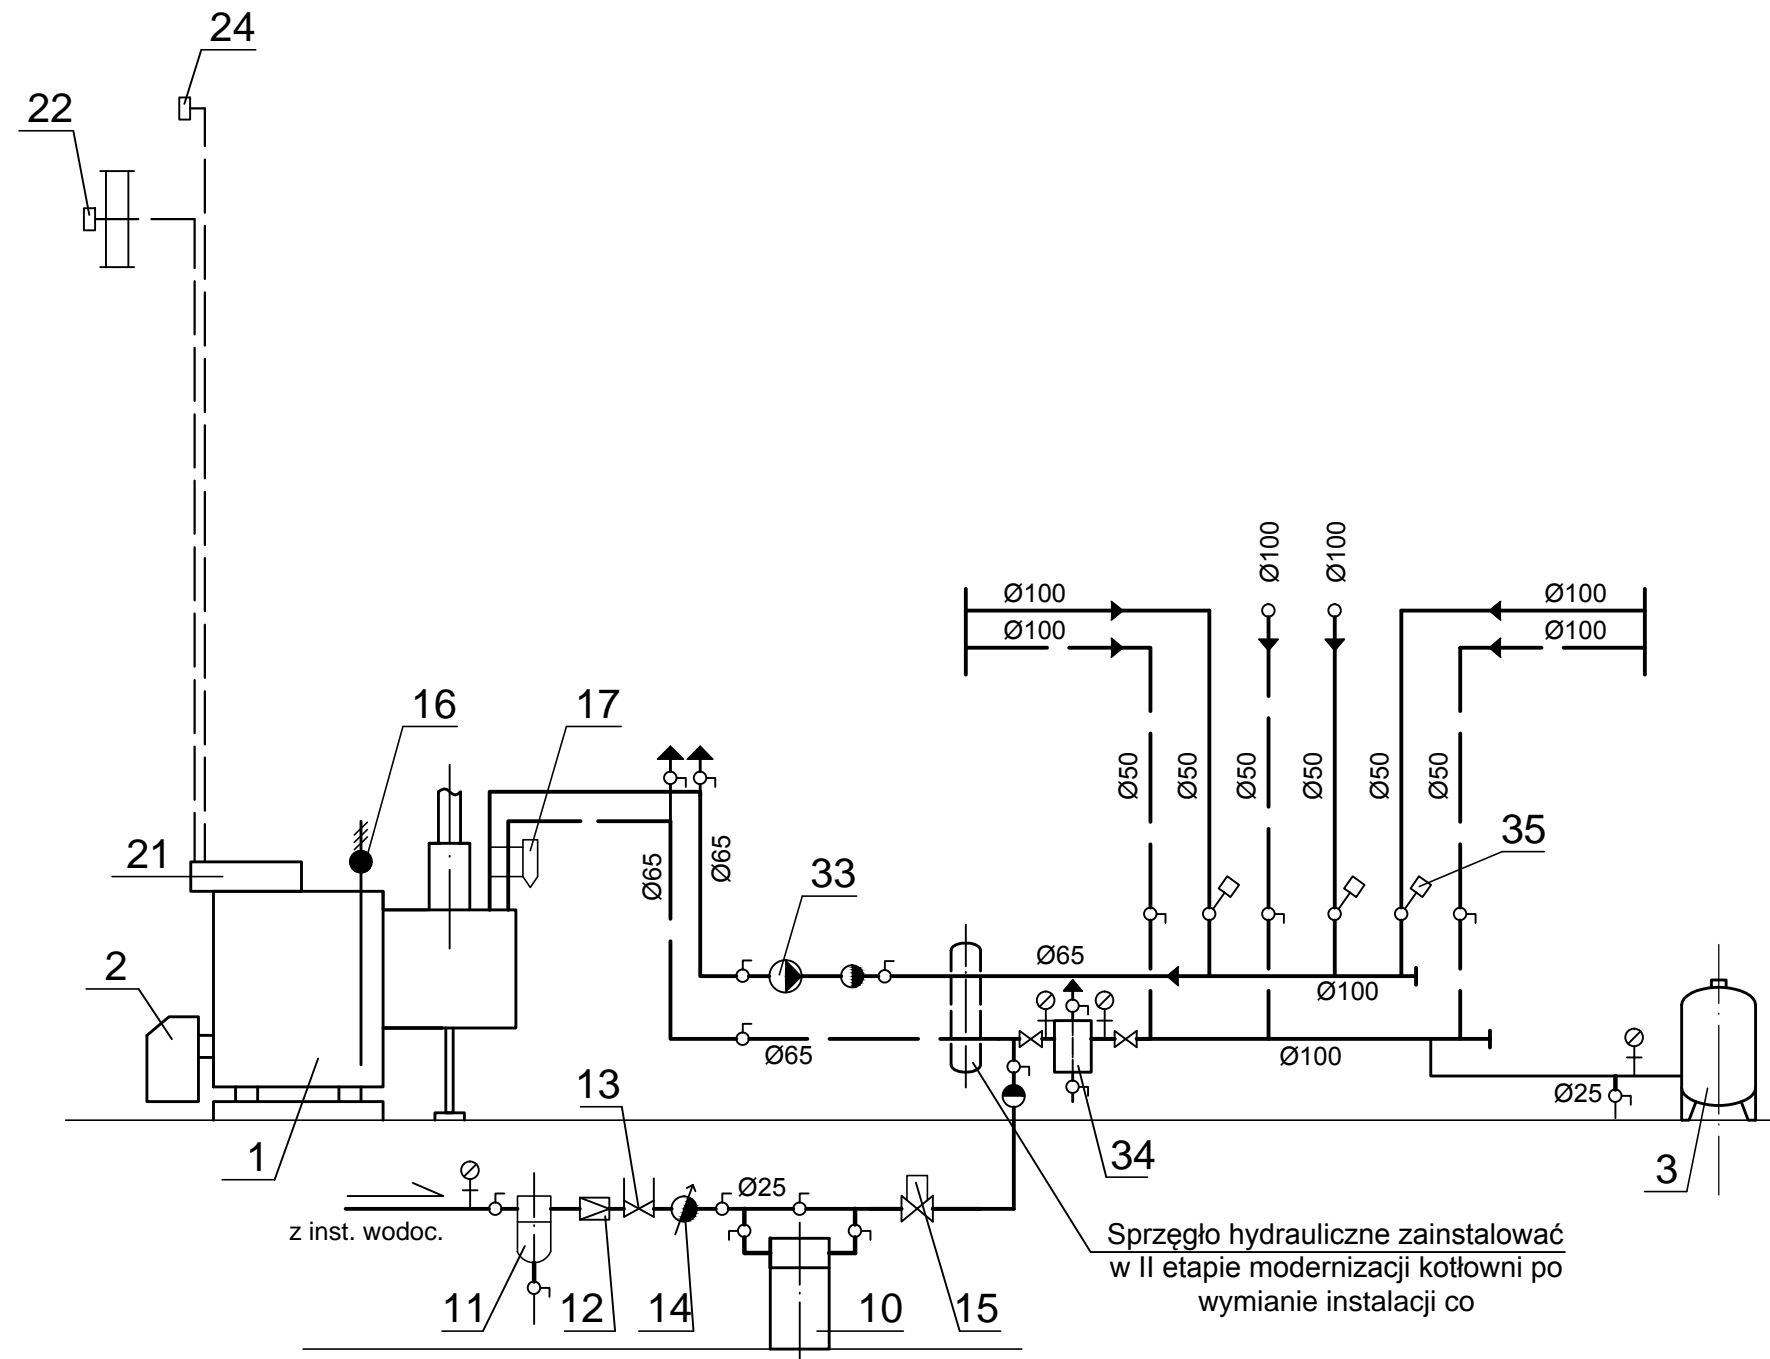 24
22
Ø100
Ø100
Ø100
Ø100
Ø100
Ø100
16
17
Ø50
Ø50
Ø50
Ø50
Ø50
Ø50
21
Ø65
Ø65
33
35
2
Ø65
Ø100
Ø65
Ø100
13
Ø25
1
34
3
Ø25
z inst. wodoc.
Sprzęgło hydrauliczne zainstalować
w II etapie modernizacji kotłowni po
wymianie instalacji co
11
12
14
10
15